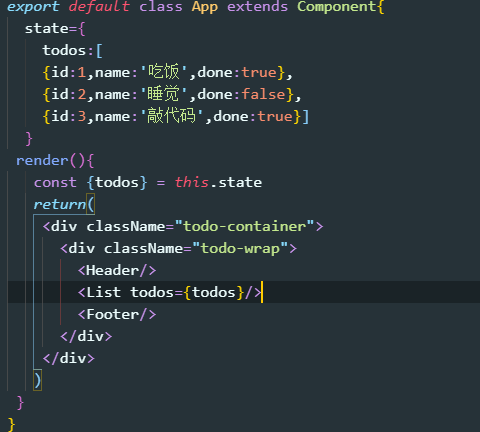 export default class App extends Component{
state={
todos:[
{id:1,name:'吃饭',done:true},
{id:2,name:'睡觉',done:false},
{id:3,name:'敲代码',done:true}]
}
render(){
const {todos} = this.state
return(
<div className="todo-container">
<div className="todo-wrap">
<Header/>
<List todos={todos}/>
<Footer/>
</div>
</div>
)
}
}